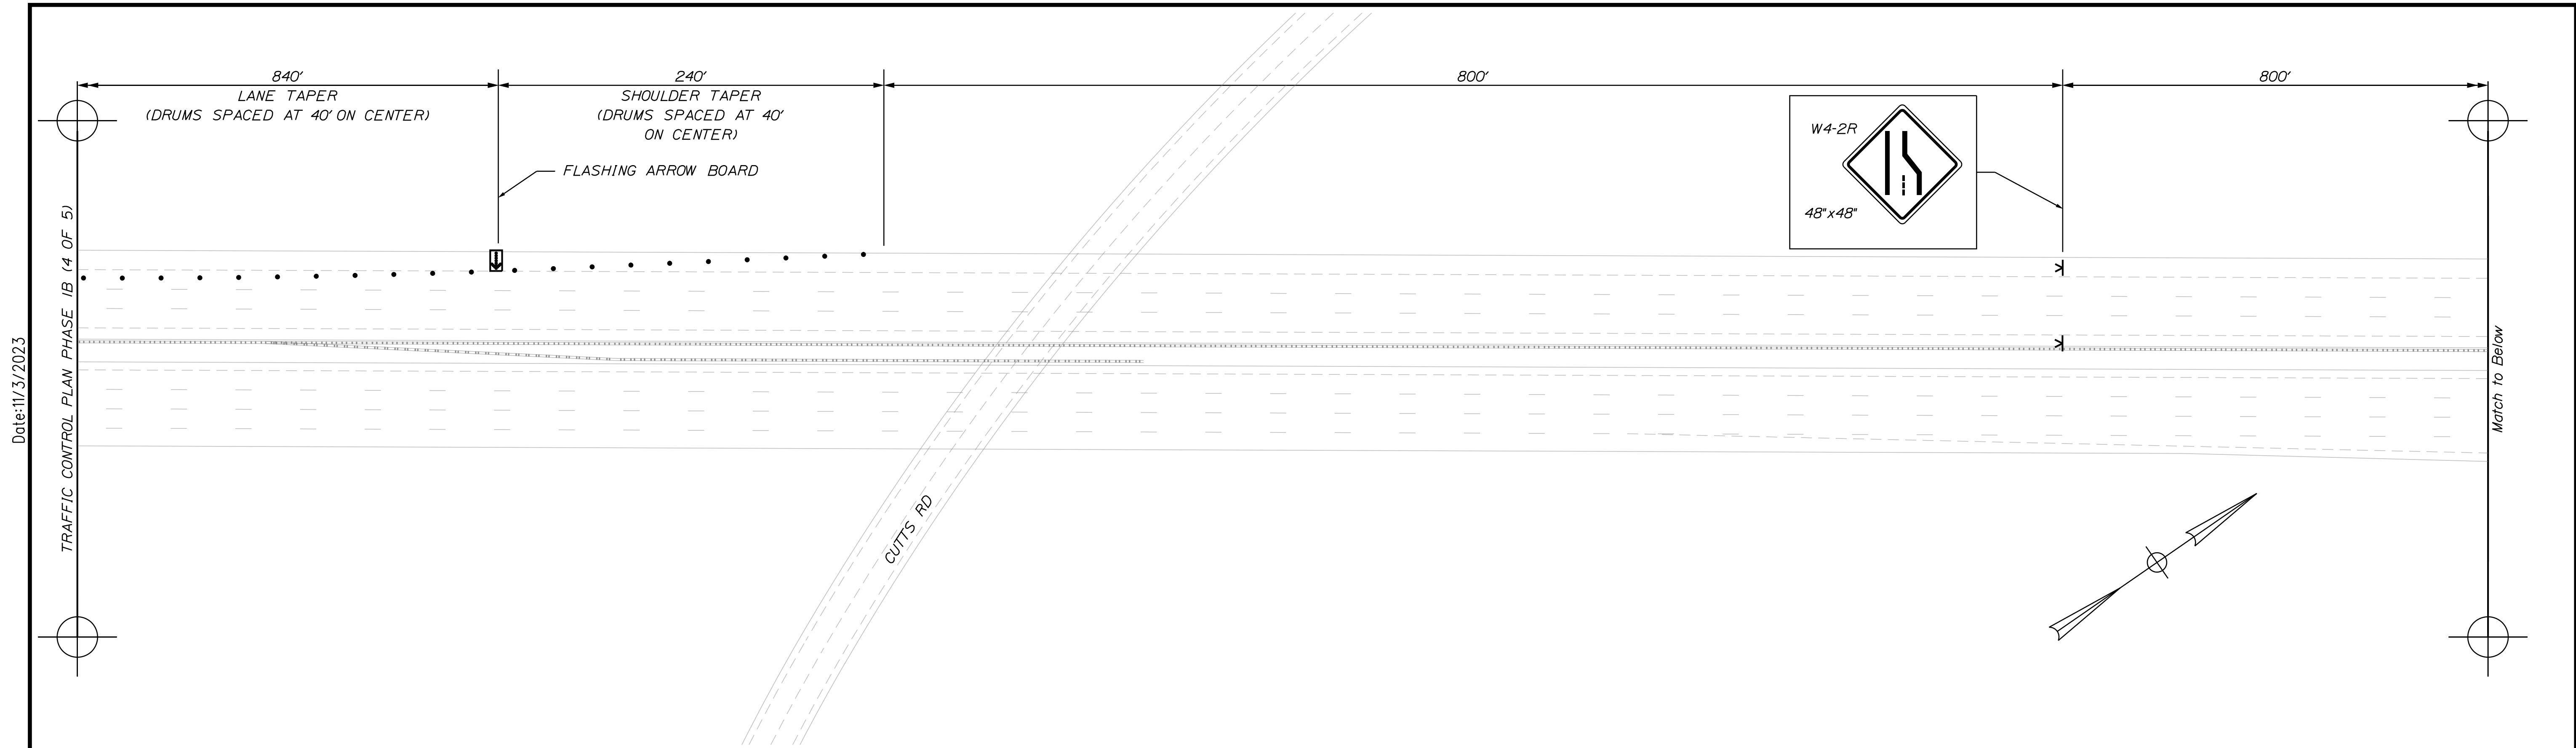 840'
240'
800'
800'
LANE TAPER
(DRUMS SPACED AT 40' ON CENTER)
SHOULDER TAPER
(DRUMS SPACED AT 40'
ON CENTER)
FLASHING ARROW BOARD
W4-2R
48"x48"
TRAFFIC CONTROL PLAN PHASE IB (4 OF 5)
Date:11/3/2023
Match to Below
CUTTS RD